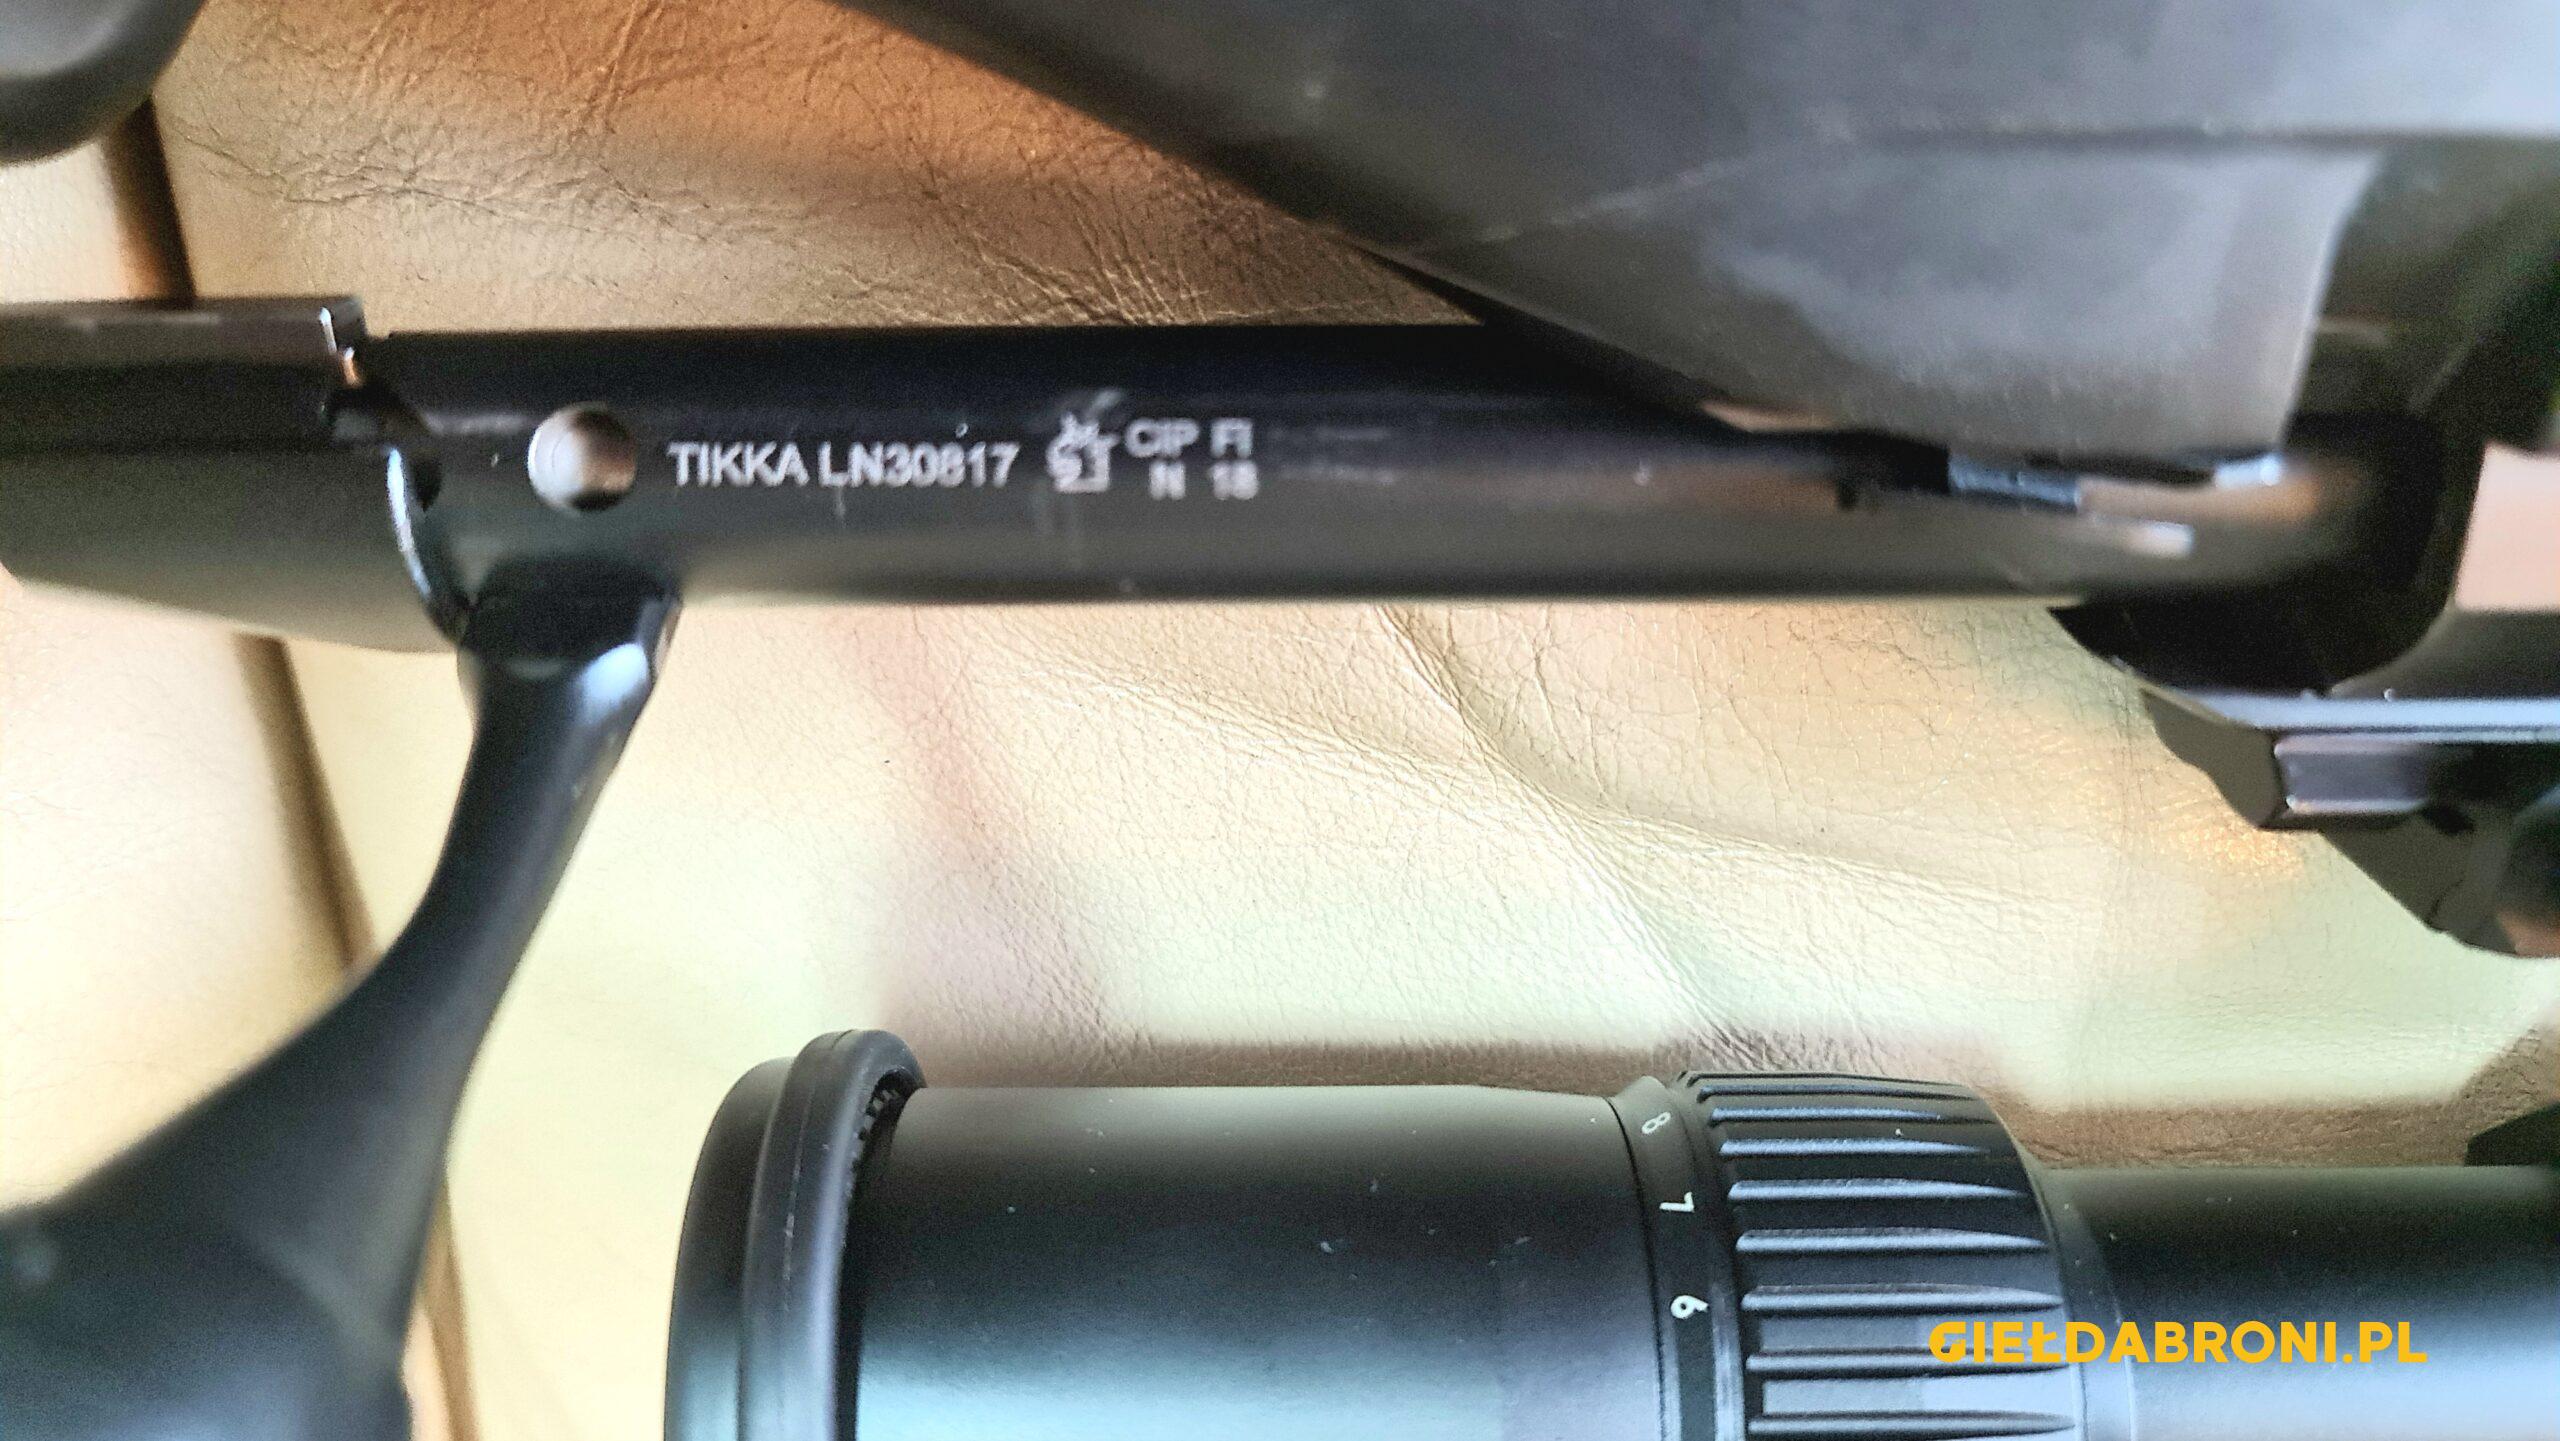 TIKKA LN30817 CIP FI
N 18
8
7
6
GIEŁDABRONI.PL